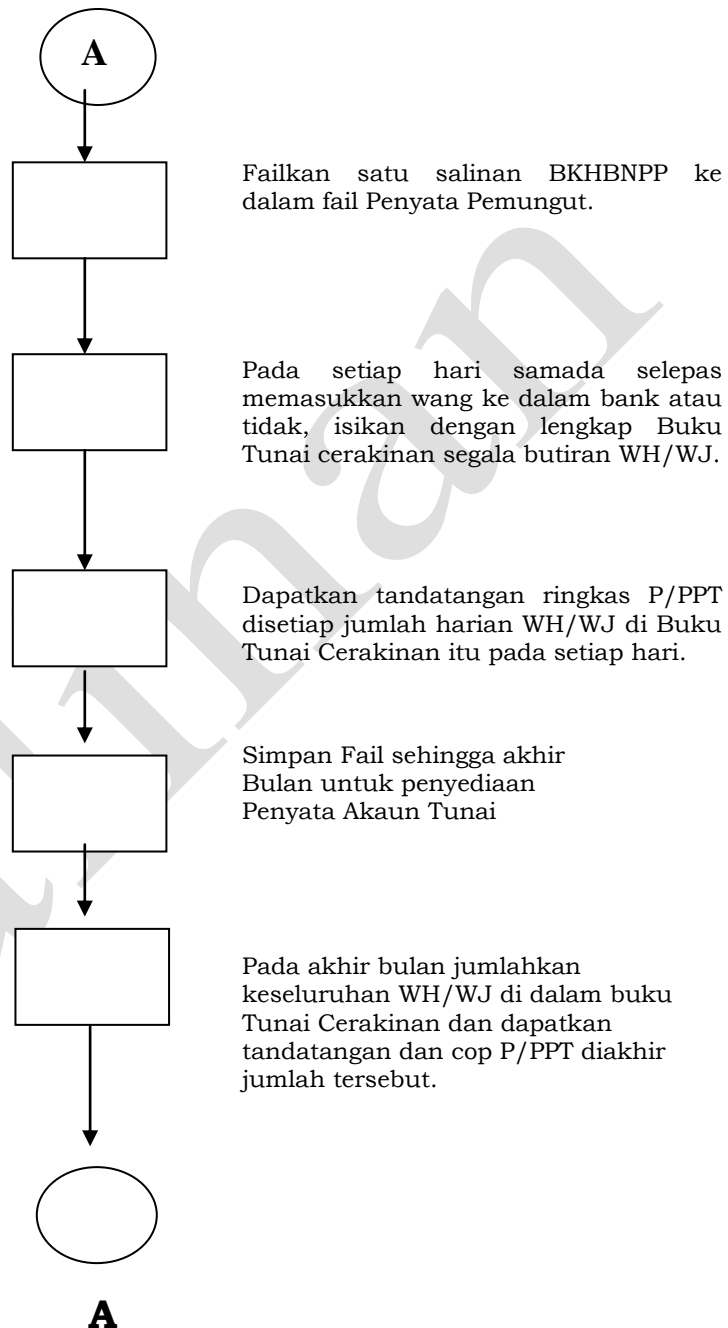 A
Failkan satu salinan BKHBNPP ke
dalam fail Penyata Pemungut.
Pada setiap hari samada selepas
memasukkan wang ke dalam bank atau
tidak, isikan dengan lengkap Buku
Tunai cerakinan segala butiran WH/WJ.
Dapatkan tandatangan ringkas P/PPT
disetiap jumlah harian WH/WJ di Buku
Tunai Cerakinan itu pada setiap hari.
Simpan Fail sehingga akhir
Bulan untuk penyediaan
Penyata Akaun Tunai
Pada akhir bulan jumlahkan
keseluruhan WH/WJ di dalam buku
Tunai Cerakinan dan dapatkan
tandatangan dan cop P/PPT diakhir
jumlah tersebut.
A